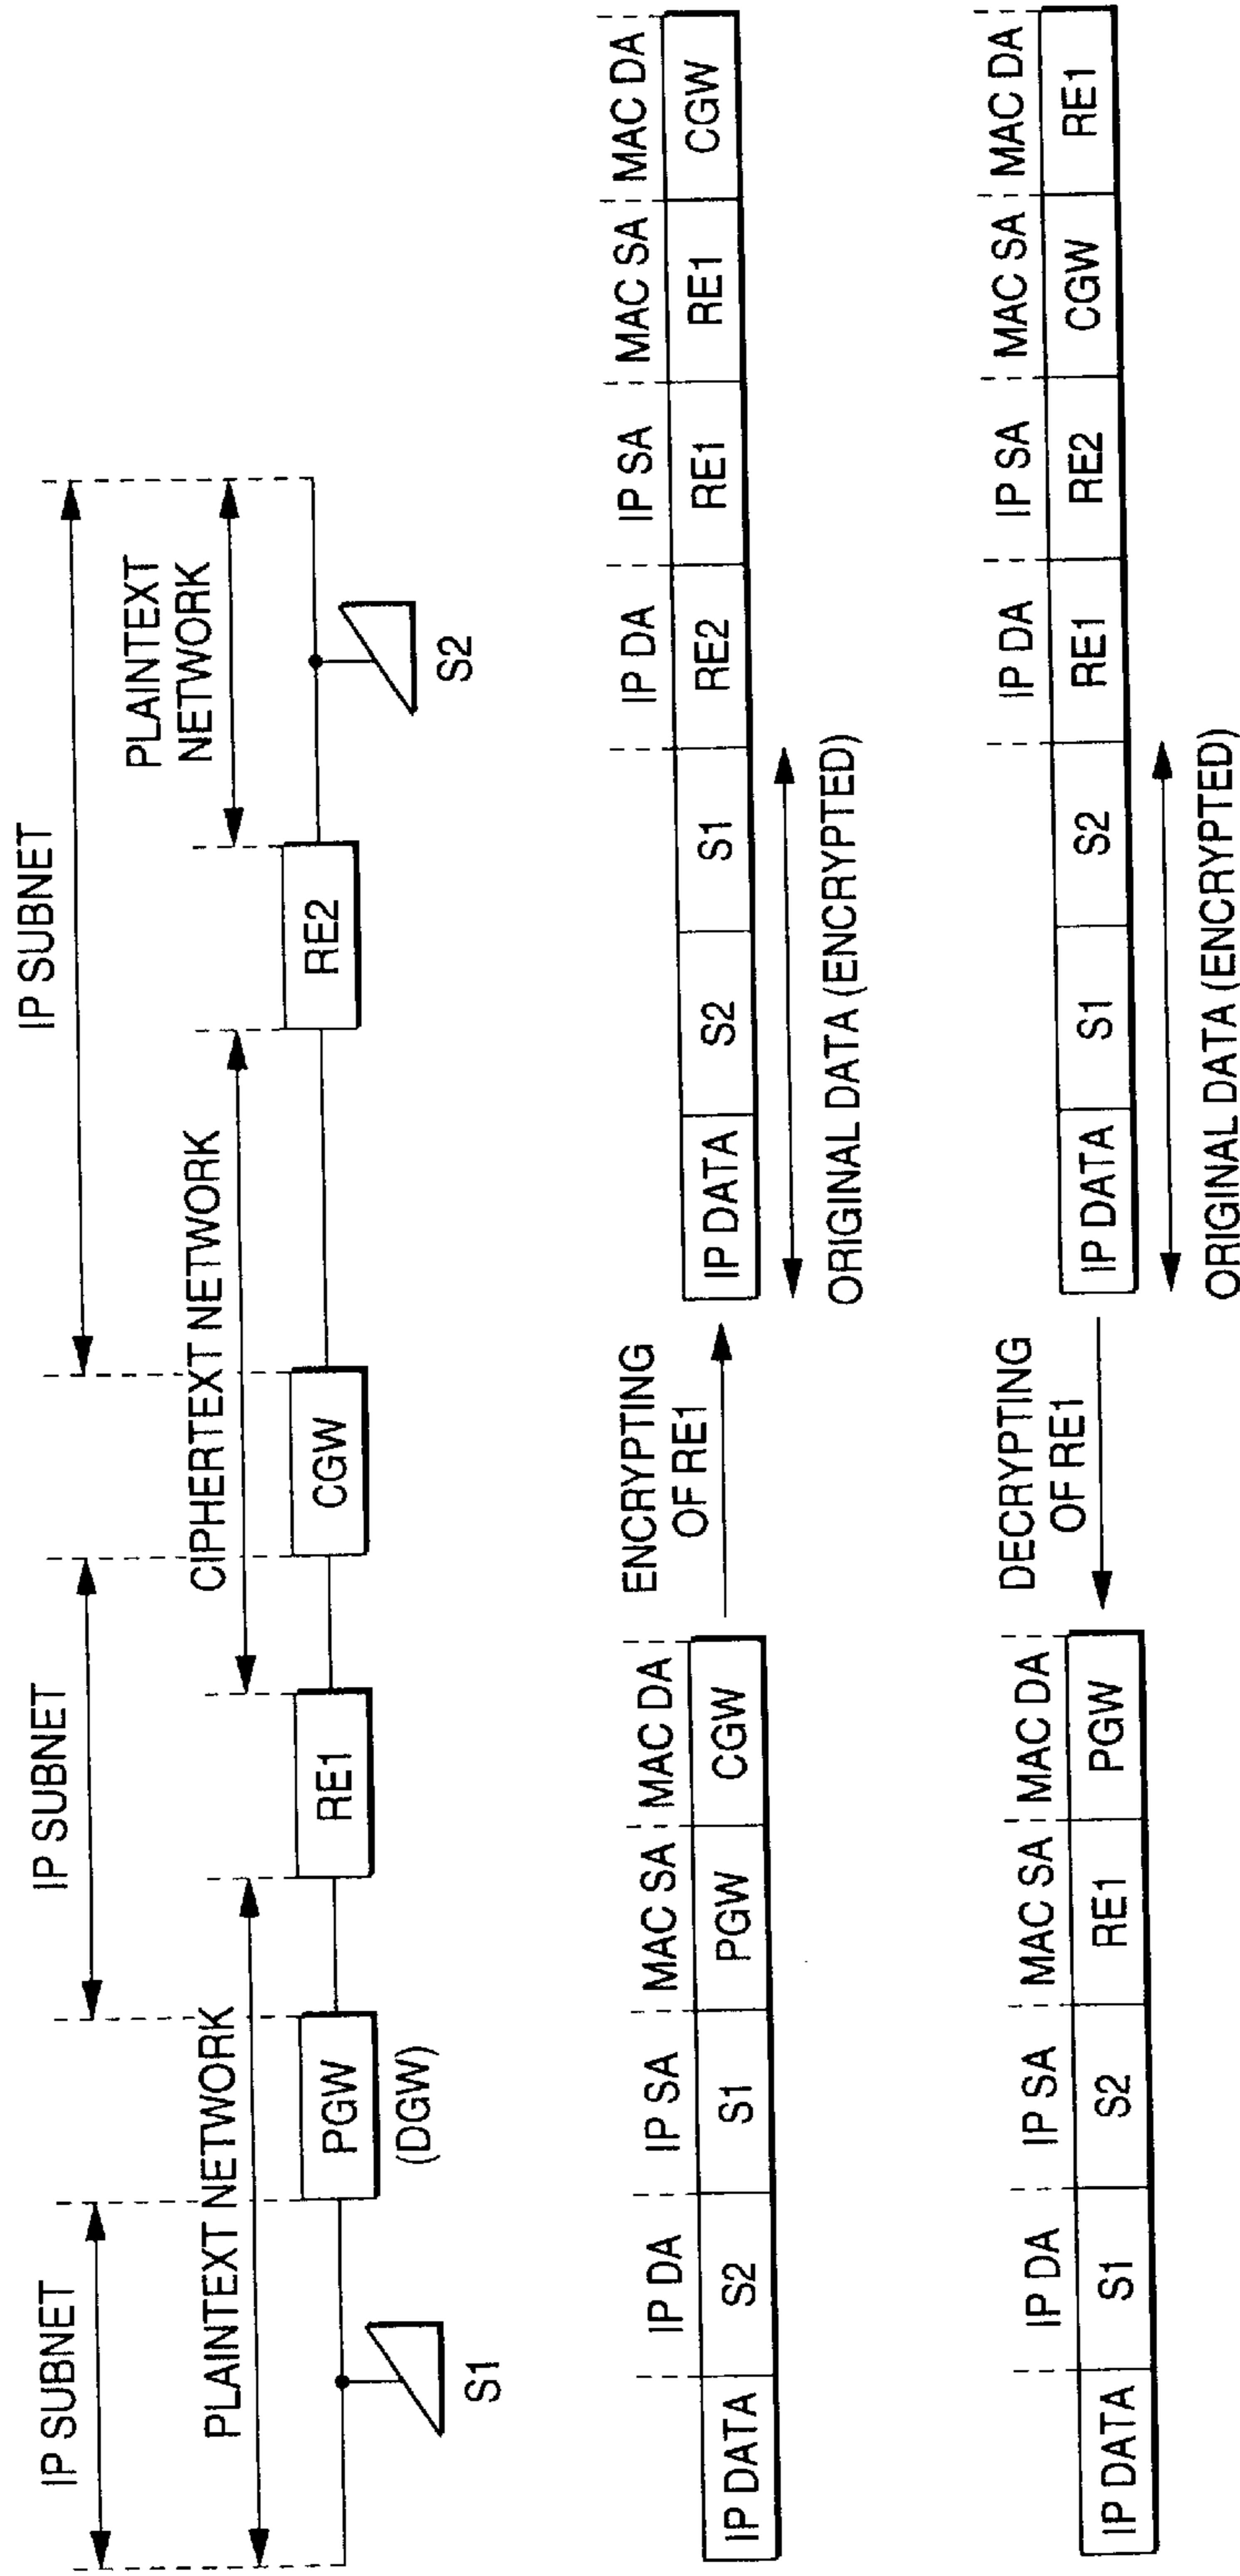 IP SUBNET
IP SUBNET
IP SUBNET
PLAINTEXT NETWORK
CIPHERTEXT NETWORK
PLAINTEXT
NETWORK
PGW
RE1
CGW
RE2
(DGW)
S1
S2
IP DA
IP SA
MAC SA
MAC DA
IP DATA
S2
S1
PGW
CGW
ENCRYPTING
OF RE1
IP DA
IP SA
MAC SA
MAC DA
IP DATA
S2
S1
RE2
RE1
RE1
CGW
ORIGINAL DATA (ENCRYPTED)
IP DA
IP SA
MAC SA
MAC DA
IP DATA
S1
S2
RE1
PGW
DECRYPTING
OF RE1
IP DA
IP SA
MAC SA
MAC DA
IP DATA
S1
S2
RE1
RE2
CGW
RE1
ORIGINAL DATA (ENCRYPTED)